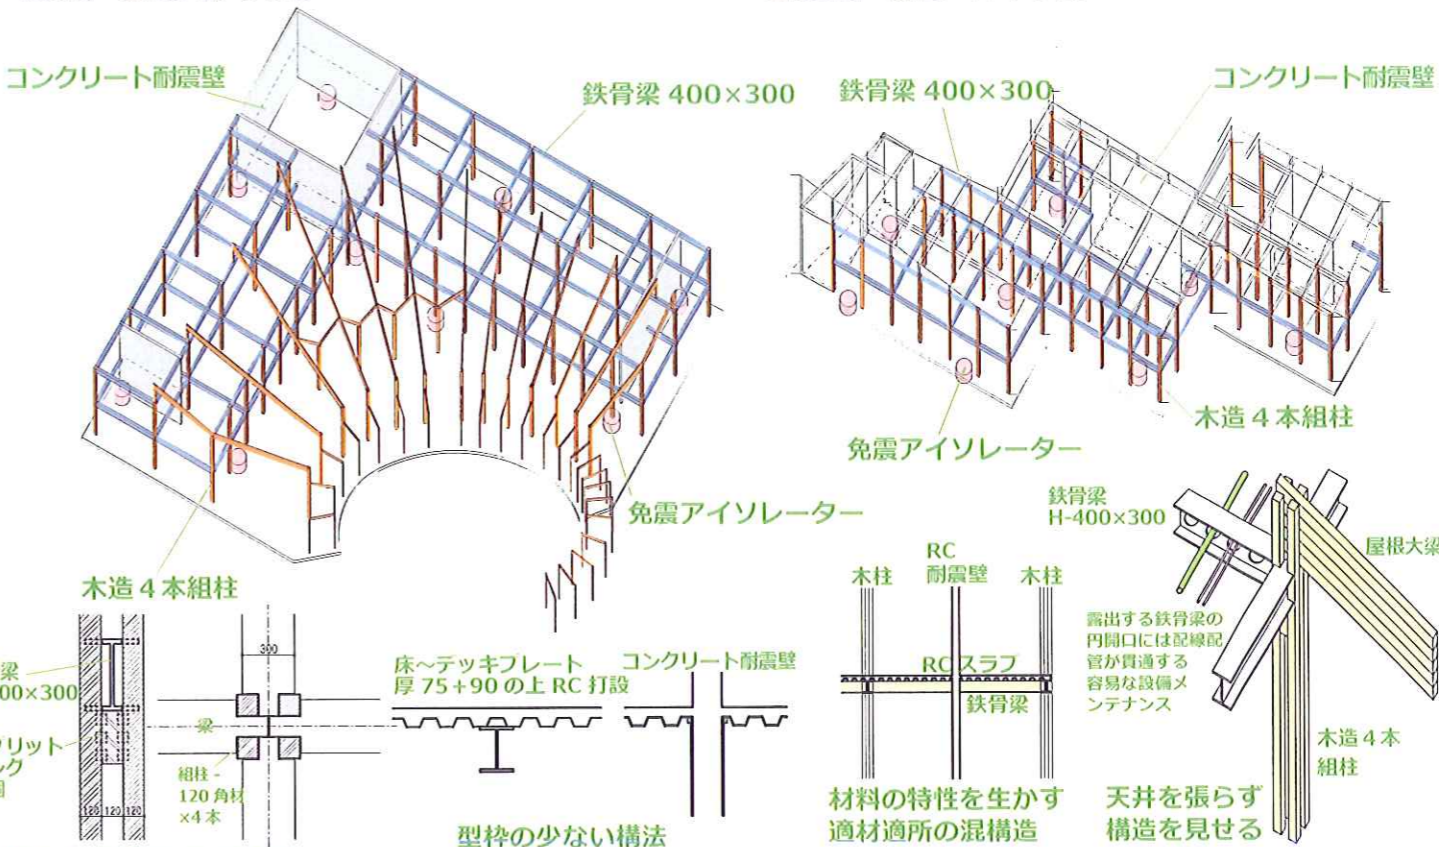 コンクリート耐震壁
鉄骨梁 400×300
鉄骨梁 400×300
コンクリート耐震壁
木造４本組柱
免震アイソレーター
免震アイソレーター
木造４本組柱
梁
00×300
リット
ク
120 120 120
300
梁
組柱 -
120 角材
×4 本
床～デッキプレート
厚 75+90 の上 RC 打設
コンクリート耐震壁
型枠の少ない構法
木柱
RC
耐震壁
木柱
RC スラブ
鉄骨梁
材料の特性を生かす
適材適所の混構造
鉄骨梁
H-400×300
屋根大梁
露出する鉄骨梁の
円開口には配線配
管が貫通する
容易な設備メ
ンテナンス
木造４本
組柱
天井を張らず
構造を見せる